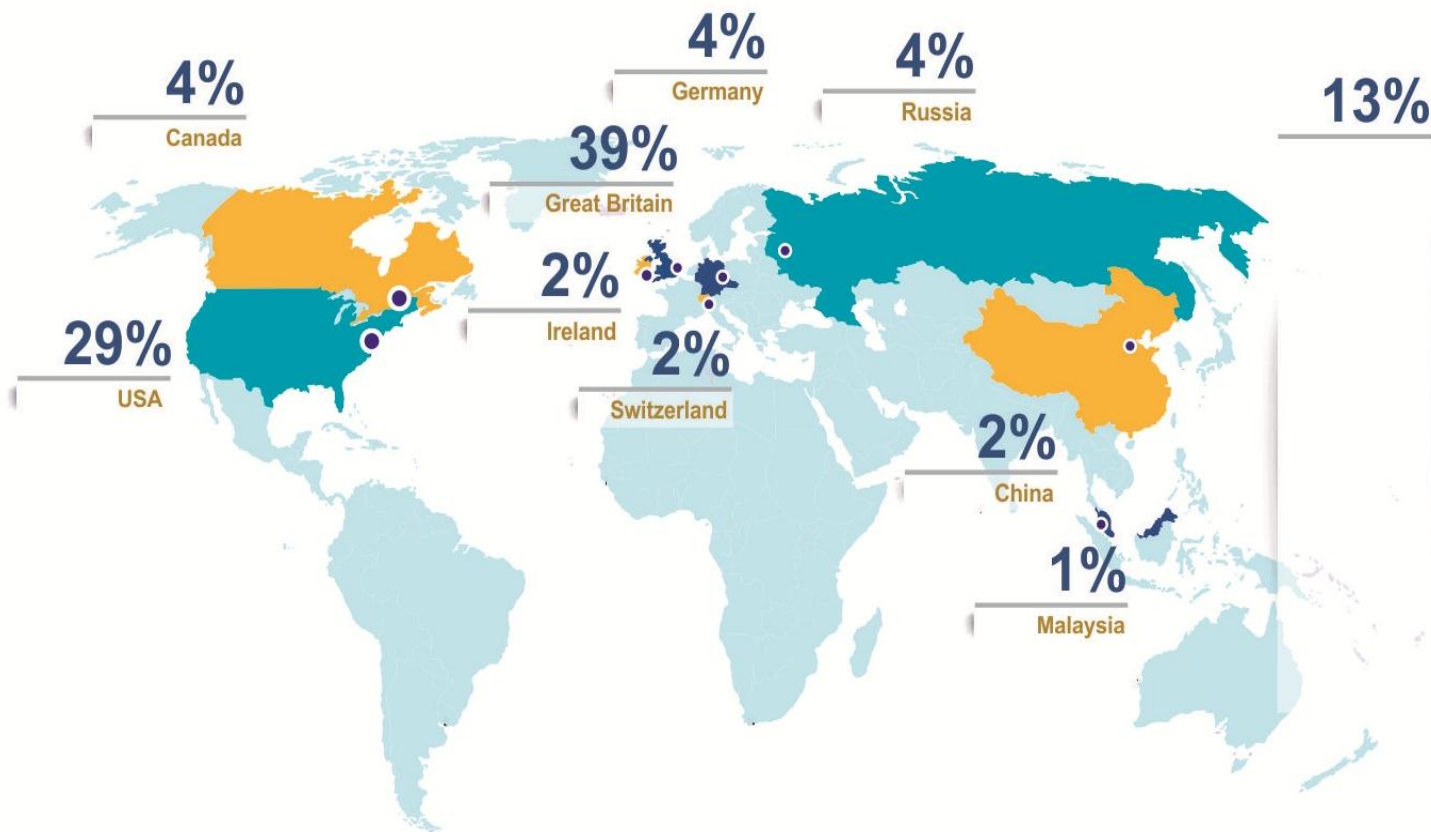 4%
Canada
4%
Germany
4%
Russia
13%
39%
Great Britain
2%
Ireland
29%
USA
2%
Switzerland
2%
China
1%
Malaysia